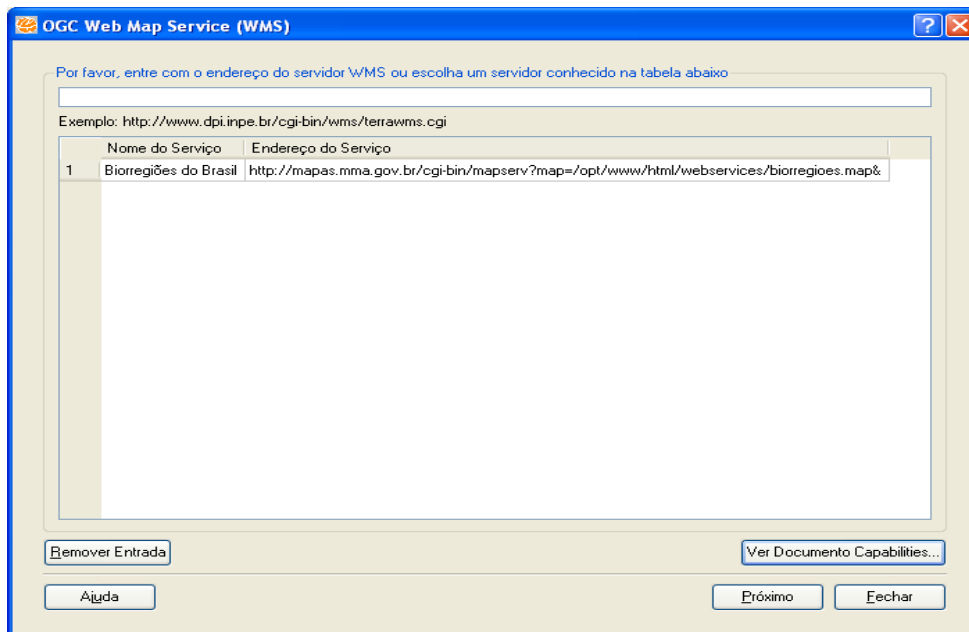 OGC Web Map Service (WMS)
?
X
Por favor, entre com o endereço do servidor WMS ou escolha um servidor conhecido na tabela abaixo
Exemplo: http://www.dpi.inpe.br/cgi-bin/wms/terrawms.cgi
Nome do Serviço Endereço do Serviço
1 Biorregiões do Brasil http://mapas.mma.gov.br/cgi-bin/mapserv?map=/opt/www/html/webservices/biorregioes.map&
Remover Entrada Ver Documento Capabilities...
Ajuda Próximo Fechar